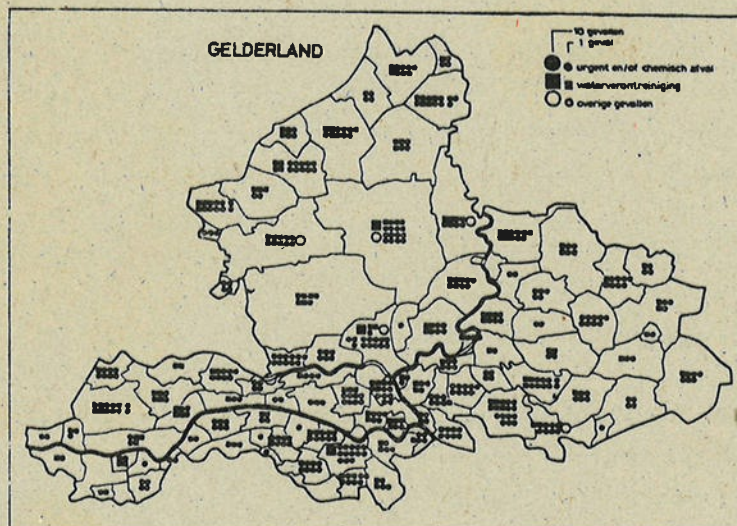 GELDERLAND
10 gevallen
1 geval
urgent en/of chemisch afval
waterverontreiniging
overige gevallen